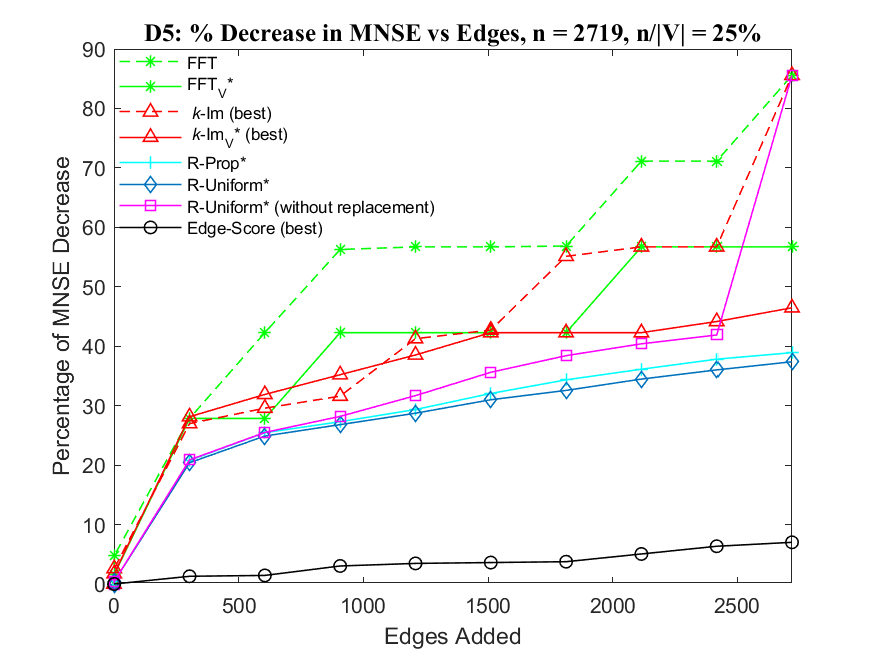 D5: % Decrease in MNSE vs Edges, n = 2719, n/|V| = 25%
Percentage of MNSE Decrease
90
80
70
60
50
40
30
20
10
0
FFT
FFT_V*
k-Im (best)
k-Im_V* (best)
R-Prop*
R-Uniform*
R-Uniform* (without replacement)
Edge-Score (best)
0
500
1000
1500
2000
2500
Edges Added